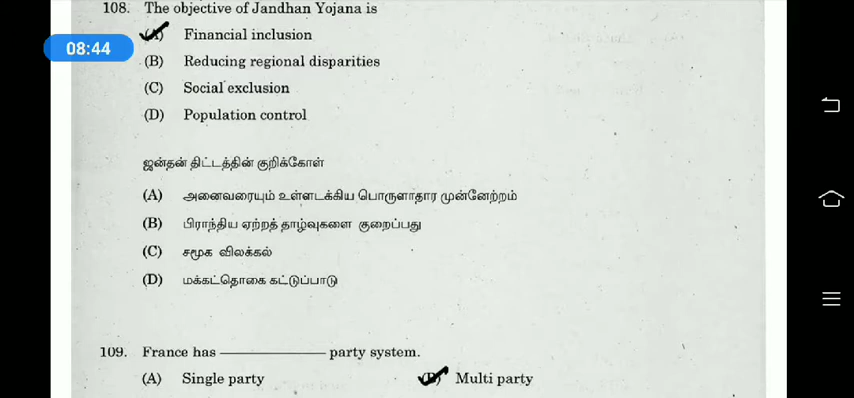 108. The objective of Jandhan Yojana is
(A) Financial inclusion
08:44
(B) Reducing regional disparities
(C) Social exclusion
(D) Population control
ஜன்தன் திட்டத்தின் குறிக்கோள்
(A) அனைவரையும் உள்ளடக்கிய பொருளாதார முன்னேற்றம்
(B) பிராந்திய ஏற்றத் தாழ்வுகளை குறைப்பது
(C) சமூக விலக்கல்
(D) மக்கட்தொகை கட்டுப்பாடு
109. France has ———————— party system.
(A) Single party (B) Multi party